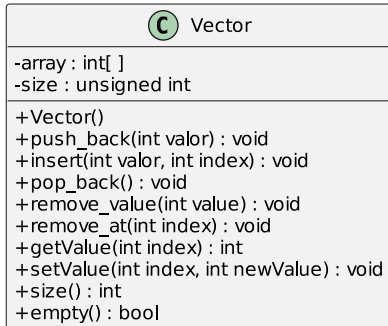 C Vector
-array : int[ ]
-size : unsigned int
+Vector()
+push_back(int valor) : void
+insert(int valor, int index) : void
+pop_back() : void
+remove_value(int value) : void
+remove_at(int index) : void
+getValue(int index) : int
+setValue(int index, int newValue) : void
+size() : int
+empty() : bool